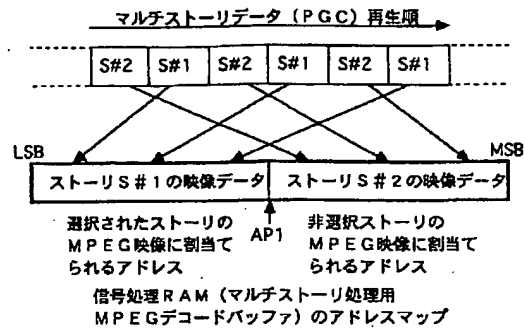 マルチストーリデータ（PGC）再生順
S#2 S#1 S#2 S#1 S#2 S#1
LSB MSB
ストーリS#1の映像データ ストーリS#2の映像データ
選択されたストーリの
MPEG映像に割当て
られるアドレス
AP1
非選択ストーリの
MPEG映像に割当て
られるアドレス
信号処理RAM（マルチストーリ処理用
MPEGデコードバッファ）のアドレスマップ